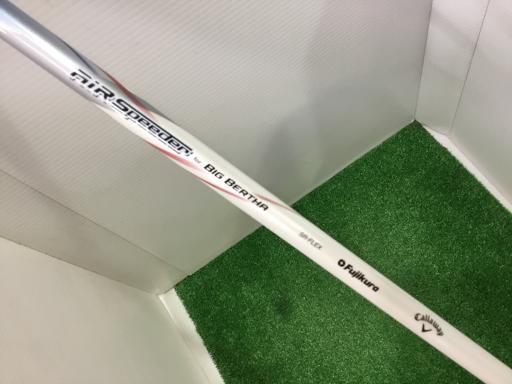 AiR Speeder for BIG BERTHA SR-FLEX Fujikura Callaway